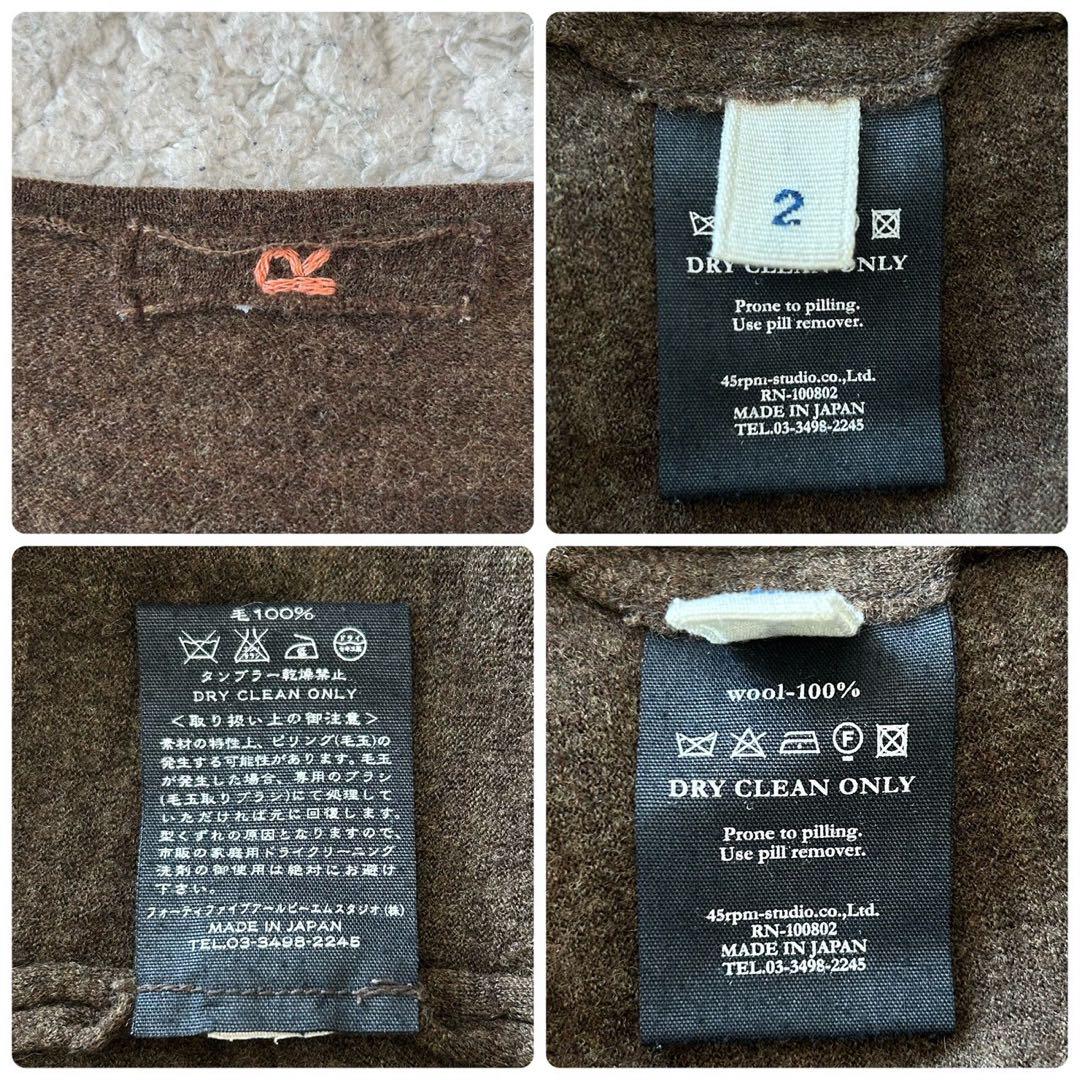 R
2
DRY CLEAN ONLY
Prone to pilling.
Use pill remover.
45rpm-studio.co.,Ltd.
RN-100802
MADE IN JAPAN
TEL.03-3498-2245
毛100%
ドライ
セキユ系
タンブラー乾燥禁止
DRY CLEAN ONLY
<取り扱い上の御注意>
素材の特性上、ピリング(毛玉)の
発生する可能性があります。毛玉
が発生した場合、専用のブラシ
(毛玉取りブラシ)にて処理して
いただければ元に回復します。
型くずれの原因となりますので、
市販の家庭用ドライクリーニング
洗剤の御使用は絶対にお避け
下さい。
フォーティファイブアールピーエムスタジオ(株)
MADE IN JAPAN
TEL.03-3498-2245
wool-100%
F
DRY CLEAN ONLY
Prone to pilling.
Use pill remover.
45rpm-studio.co.,Ltd.
RN-100802
MADE IN JAPAN
TEL.03-3498-2245